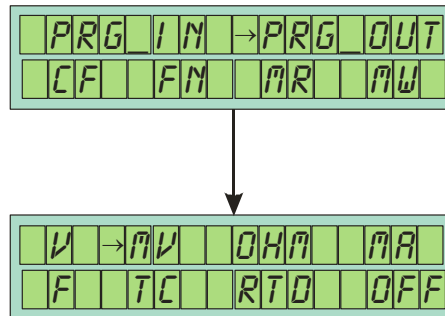 PRG_IN →PRG_OUT
CF FN MR MW
V →MV OHM MA
F TC RTD OFF